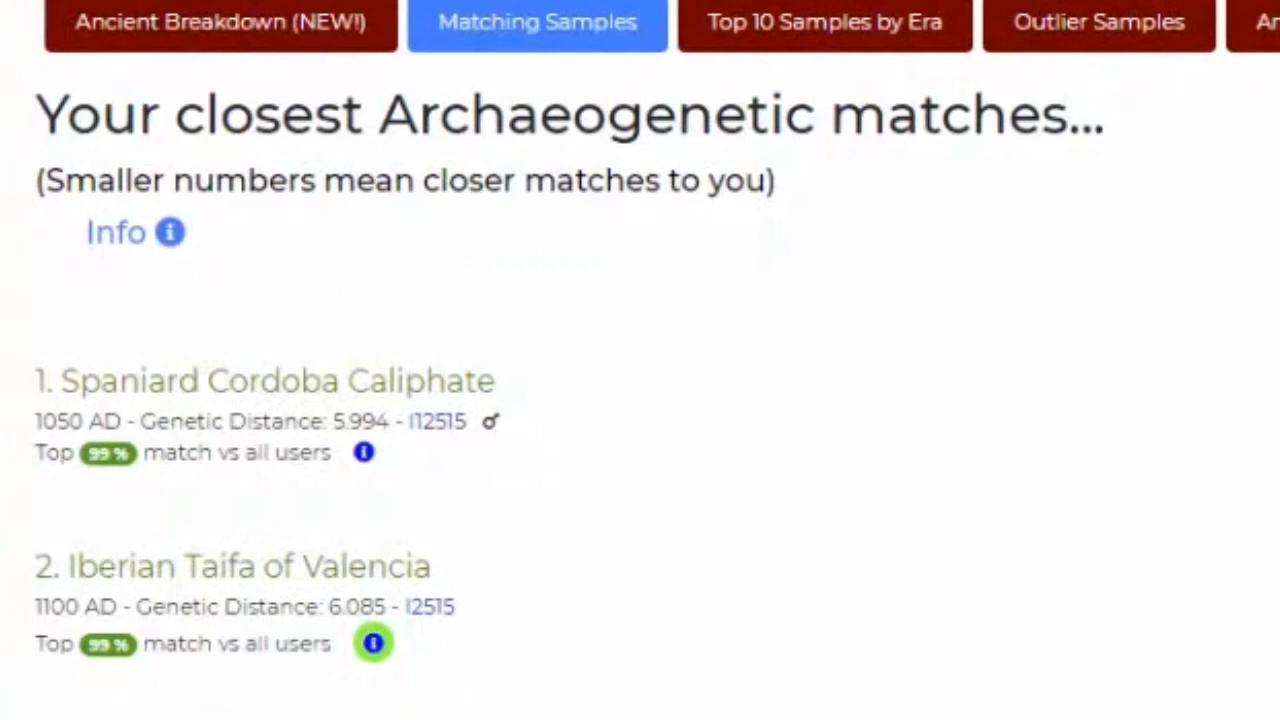 Ancient Breakdown (NEW!) Matching Samples Top 10 Samples by Era Outlier Samples
Your closest Archaeogenetic matches...
(Smaller numbers mean closer matches to you)
Info
1. Spaniard Cordoba Caliphate
1050 AD - Genetic Distance: 5.994 - I12515 ♂
Top 99 % match vs all users
2. Iberian Taifa of Valencia
1100 AD - Genetic Distance: 6.085 - I2515
Top 99 % match vs all users